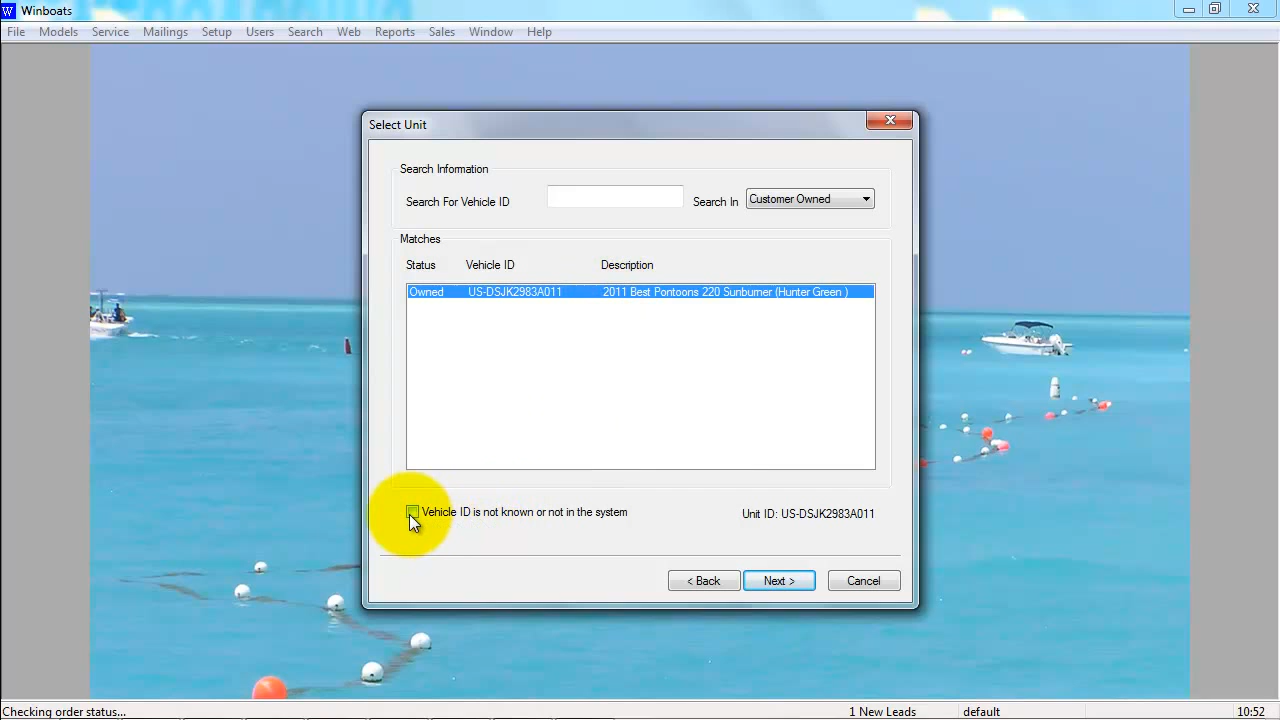 W Winboats
File Models Service Mailings Setup Users Search Web Reports Sales Window Help
Select Unit
Search Information
Search For Vehicle ID Search In Customer Owned
Matches
Status Vehicle ID Description
Owned US-DSJK2983A011 2011 Best Pontoons 220 Sunburner (Hunter Green )
Vehicle ID is not known or not in the system Unit ID: US-DSJK2983A011
< Back Next > Cancel
Checking order status... 1 New Leads default 10:52